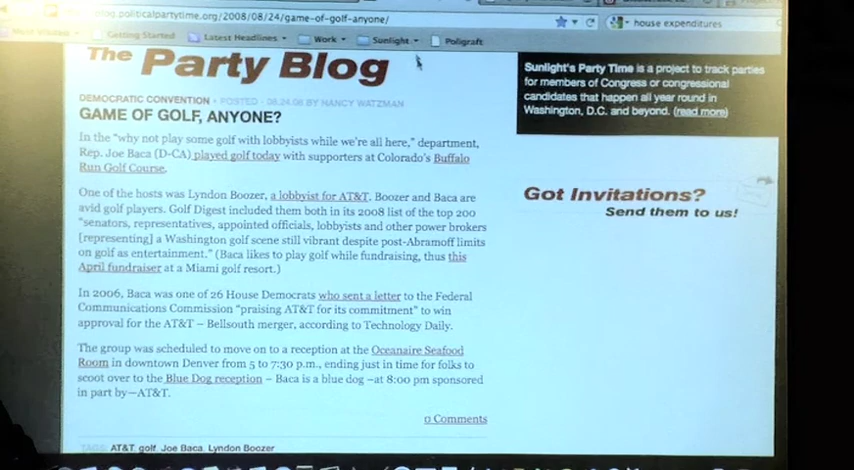 blog.politicalpartytime.org/2008/08/24/game-of-golf-anyone/
house expenditures
Getting Started Latest Headlines Work Sunlight Poligraft
The Party Blog
DEMOCRATIC CONVENTION • POSTED - 08.24.08 BY NANCY WATZMAN
GAME OF GOLF, ANYONE?
In the "why not play some golf with lobbyists while we're all here," department,
Rep. Joe Baca (D-CA) played golf today with supporters at Colorado's Buffalo
Run Golf Course.
One of the hosts was Lyndon Boozer, a lobbyist for AT&T. Boozer and Baca are
avid golf players. Golf Digest included them both in its 2008 list of the top 200
"senators, representatives, appointed officials, lobbyists and other power brokers
[representing] a Washington golf scene still vibrant despite post-Abramoff limits
on golf as entertainment." (Baca likes to play golf while fundraising, thus this
April fundraiser at a Miami golf resort.)
In 2006, Baca was one of 26 House Democrats who sent a letter to the Federal
Communications Commission "praising AT&T for its commitment" to win
approval for the AT&T – Bellsouth merger, according to Technology Daily.
The group was scheduled to move on to a reception at the Oceanaire Seafood
Room in downtown Denver from 5 to 7:30 p.m., ending just in time for folks to
scoot over to the Blue Dog reception – Baca is a blue dog –at 8:00 pm sponsored
in part by—AT&T.
0 Comments
TAGS: AT&T, golf, Joe Baca, Lyndon Boozer
Sunlight's Party Time is a project to track parties
for members of Congress or congressional
candidates that happen all year round in
Washington, D.C. and beyond. (read more)
Got Invitations?
Send them to us!